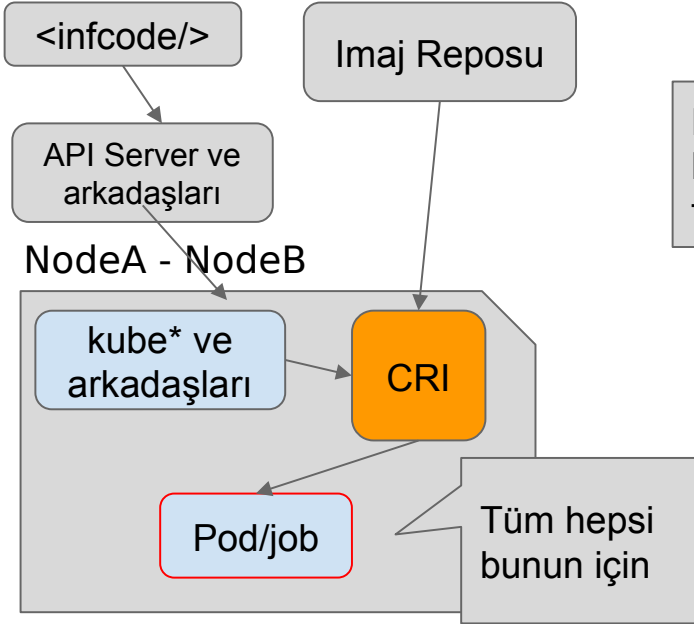 <infcode/>
Imaj Reposu
API Server ve
arkadaşları
NodeA - NodeB
kube* ve
arkadaşları
CRI
Pod/job
Tüm hepsi
bunun için